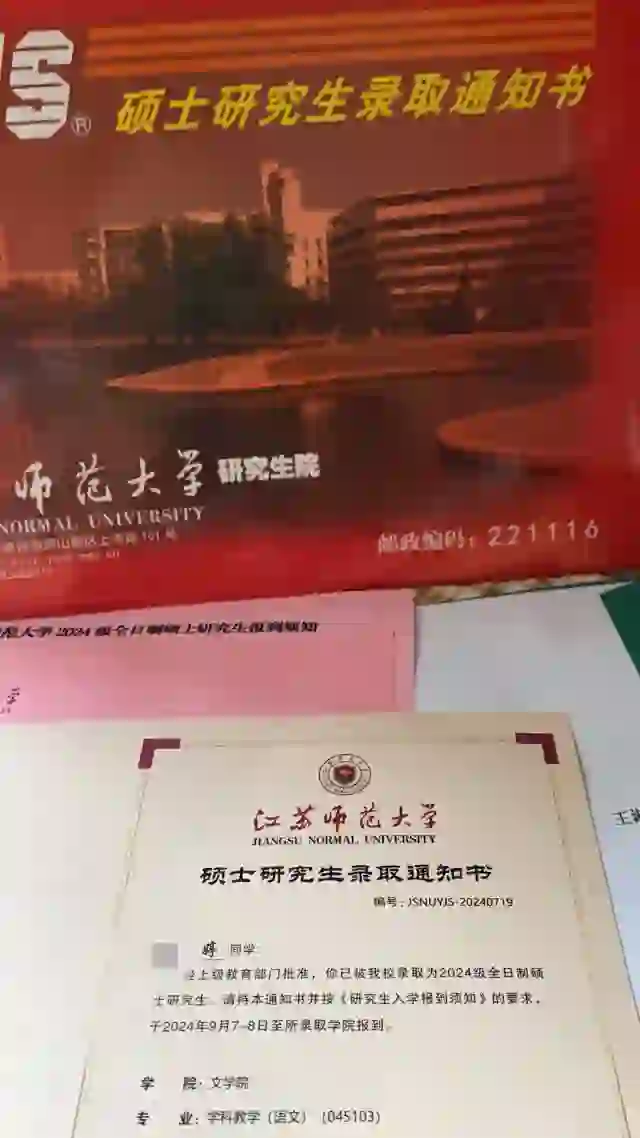 S®
硕士研究生录取通知书
师范大学 研究生院
NORMAL UNIVERSITY
邮政编码：221116
范大学2024级全日制硕士研究生报到须知
学
江苏师范大学
JIANGSU NORMAL UNIVERSITY
硕士研究生录取通知书
编号：JSNUYJS-20240719
婷 同学：
经上级教育部门批准，你已被我校录取为2024级全日制硕
士研究生。请持本通知书并按《研究生入学报到须知》的要求，
于2024年9月7-8日至所录取学院报到。
学 院：文学院
专 业：学科教学（语文）（045103）
王